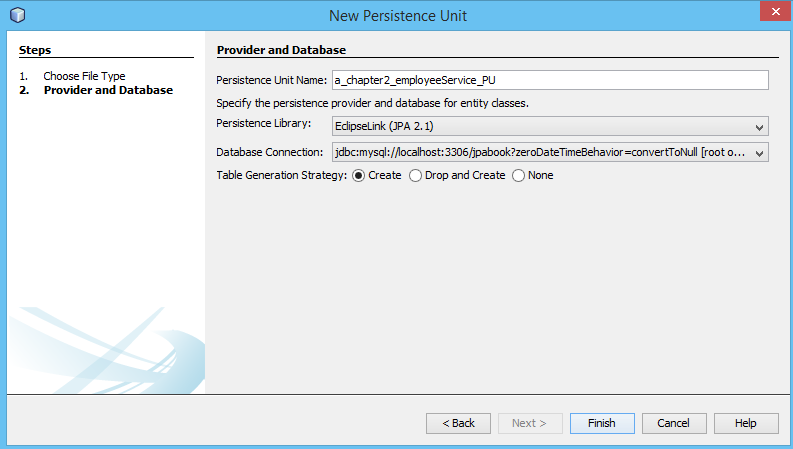 New Persistence Unit
Steps
1. Choose File Type
2. Provider and Database
Provider and Database
Persistence Unit Name: a_chapter2_employeeService_PU
Specify the persistence provider and database for entity classes.
Persistence Library: EclipseLink (JPA 2.1)
Database Connection: jdbc:mysql://localhost:3306/jpabook?zeroDateTimeBehavior=convertToNull [root o...
Table Generation Strategy: Create Drop and Create None
< Back Next > Finish Cancel Help